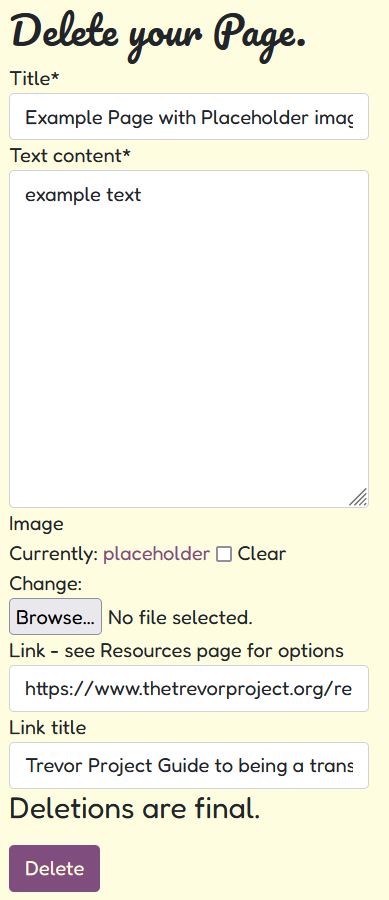 Delete your Page.
Title*
Example Page with Placeholder imag
Text content*
example text
Image
Currently: placeholder Clear
Change:
Browse... No file selected.
Link - see Resources page for options
https://www.thetrevorproject.org/re
Link title
Trevor Project Guide to being a trans
Deletions are final.
Delete